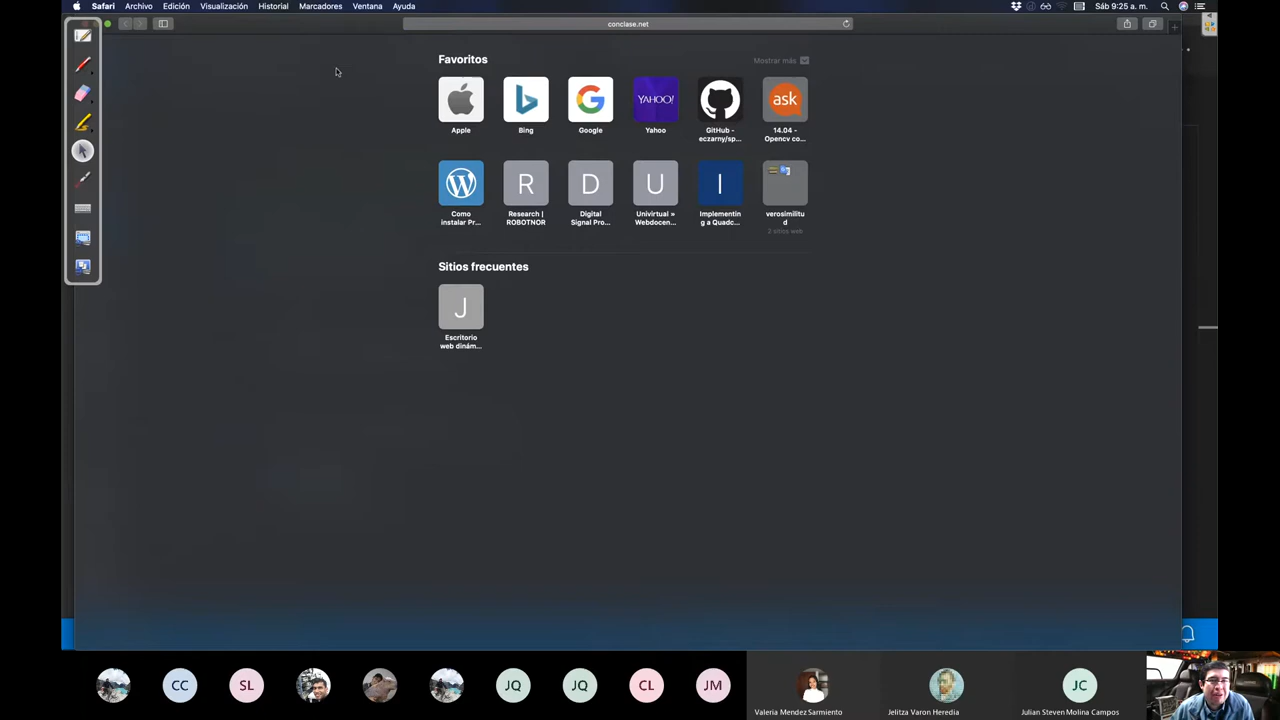 Safari Archivo Edición Visualización Historial Marcadores Ventana Ayuda
Sáb 9:25 a. m.
conclase.net
Favoritos
Mostrar más
YAHOO!
ask
Apple
Bing
Google
Yahoo
GitHub -
eczarny/sp...
14.04 -
Opencv co...
R
D
U
I
Como
instalar Pr...
Research |
ROBOTNOR
Digital
Signal Pro...
Univirtual »
Webdocen...
Implementin
g a Quadc...
verosimilitu
d
2 sitios web
Sitios frecuentes
J
Escritorio
web dinám...
CC
SL
JQ
JQ
CL
JM
JC
Valeria Mendez Sarmiento
Jelitza Varon Heredia
Julian Steven Molina Campos